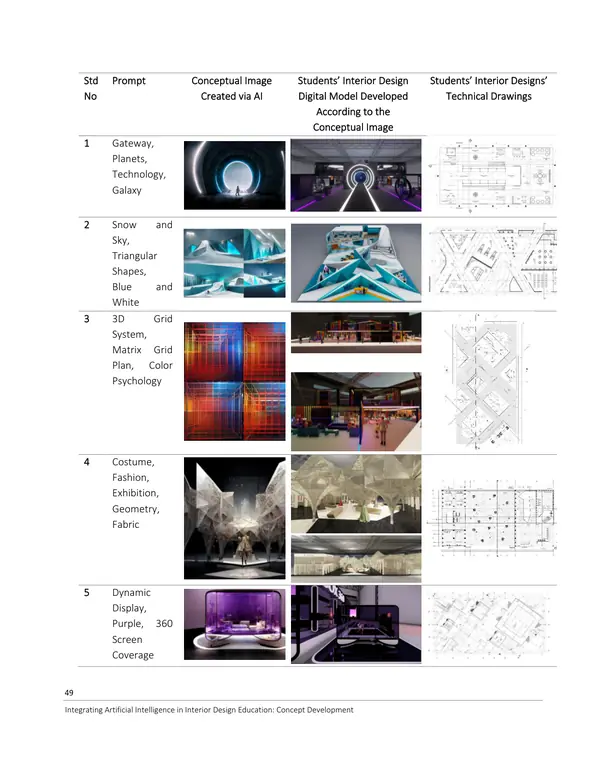 Std No
Prompt
Conceptual Image
Created via AI
Students' Interior Design
Digital Model Developed
According to the
Conceptual Image
Students' Interior Designs'
Technical Drawings
1
Gateway,
Planets,
Technology,
Galaxy
2
Snow and
Sky,
Triangular
Shapes,
Blue and
White
3
3D Grid
System,
Matrix Grid
Plan, Color
Psychology
4
Costume,
Fashion,
Exhibition,
Geometry,
Fabric
5
Dynamic
Display,
Purple, 360
Screen
Coverage
49
Integrating Artificial Intelligence in Interior Design Education: Concept Development